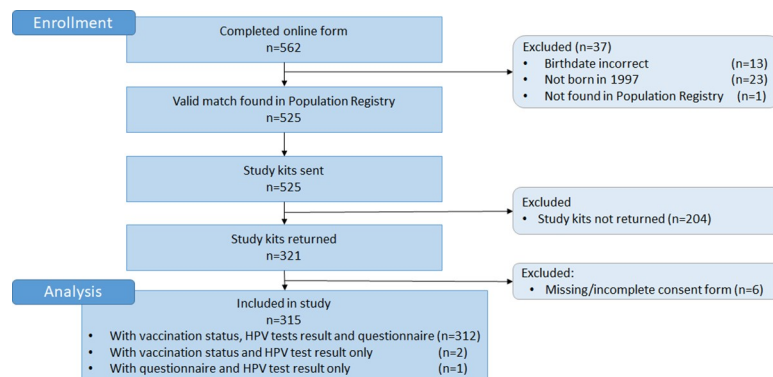 Enrollment
Completed online form
n=562
Excluded (n=37)
• Birthdate incorrect (n=13)
• Not born in 1997 (n=23)
• Not found in Population Registry (n=1)
Valid match found in Population Registry
n=525
Study kits sent
n=525
Excluded
• Study kits not returned (n=204)
Study kits returned
n=321
Excluded:
• Missing/incomplete consent form (n=6)
Analysis
Included in study
n=315
• With vaccination status, HPV tests result and questionnaire (n=312)
• With vaccination status and HPV test result only (n=2)
• With questionnaire and HPV test result only (n=1)